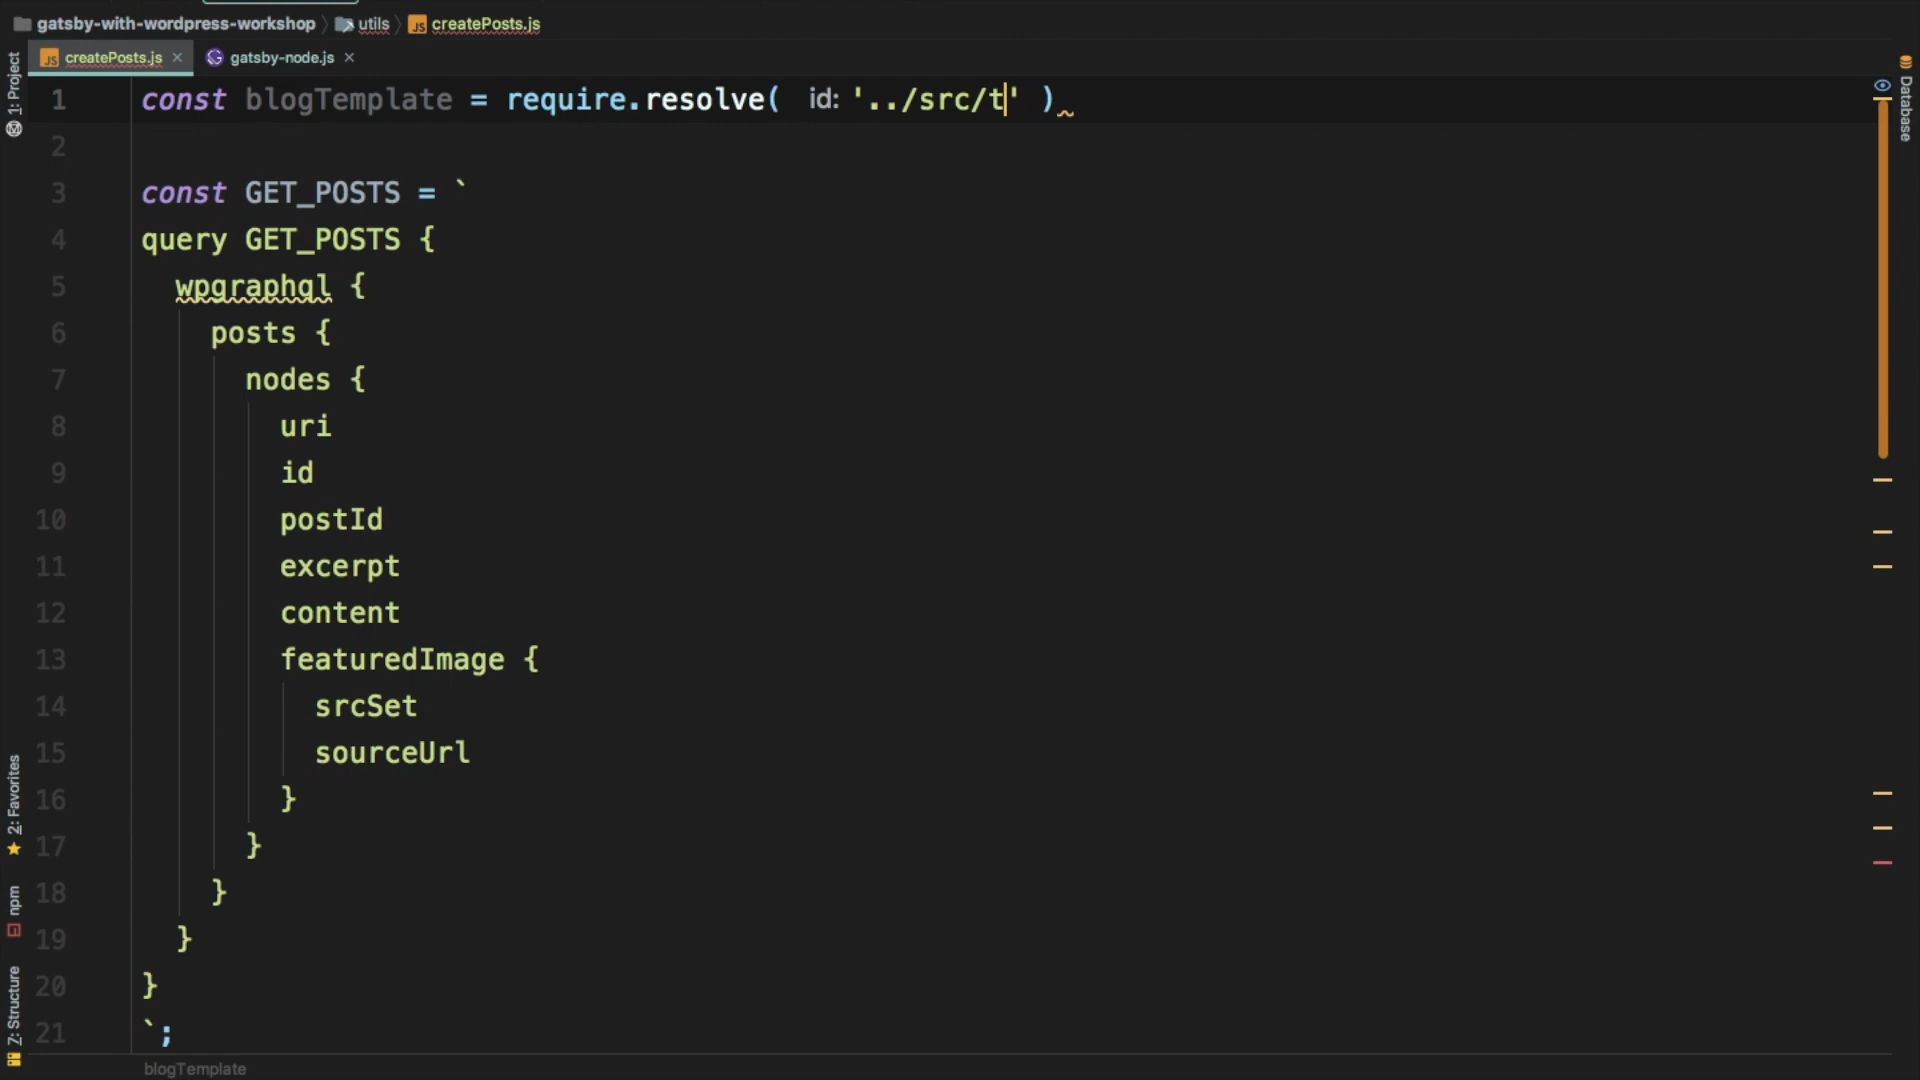 gatsby-with-wordpress-workshop utils createPosts.js
createPosts.js gatsby-node.js
1: Project
Database
1 const blogTemplate = require.resolve( id: '../src/t' )
2
3 const GET_POSTS = `
4 query GET_POSTS {
5 wpgraphql {
6 posts {
7 nodes {
8 uri
9 id
10 postId
11 excerpt
12 content
13 featuredImage {
14 srcSet
15 sourceUrl
16 }
17 }
18 }
19 }
20 }
21 `;
2: Favorites
npm
Z: Structure
blogTemplate